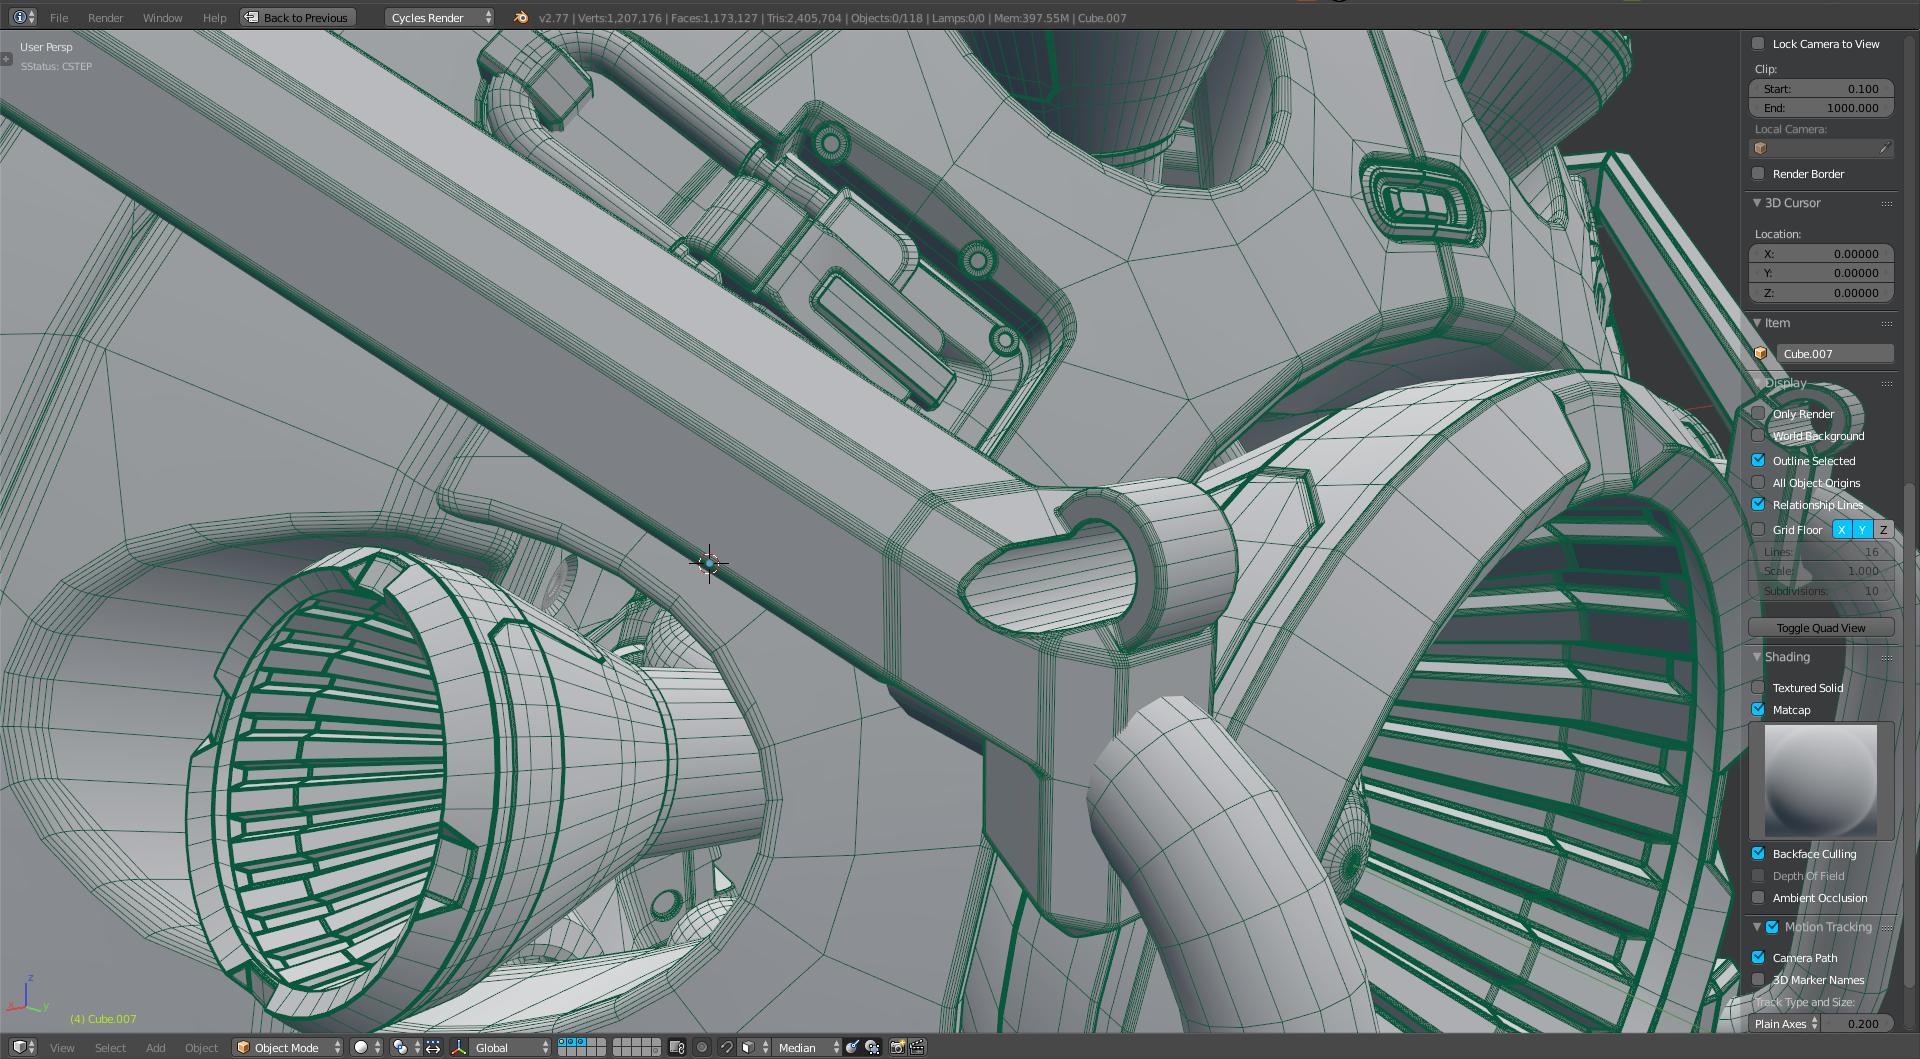 File Render Window Help Back to Previous Cycles Render v2.77 | Verts:1,207,176 | Faces:1,173,127 | Tris:2,405,704 | Objects:0/118 | Lamps:0/0 | Mem:397.55M | Cube.007
User Persp
SStatus: CSTEP
Lock Camera to View
Clip:
Start: 0.100
End: 1000.000
Local Camera:
Render Border
3D Cursor
Location:
X: 0.00000
Y: 0.00000
Z: 0.00000
Item
Cube.007
Display
Only Render
World Background
Outline Selected
All Object Origins
Relationship Lines
Grid Floor X Y Z
Lines: 16
Scale: 1.000
Subdivisions: 10
Toggle Quad View
Shading
Textured Solid
Matcap
Backface Culling
Depth Of Field
Ambient Occlusion
Motion Tracking
Camera Path
3D Marker Names
Track Type and Size:
Plain Axes 0.200
z
x y
(4) Cube.007
View Select Add Object Object Mode Global Median